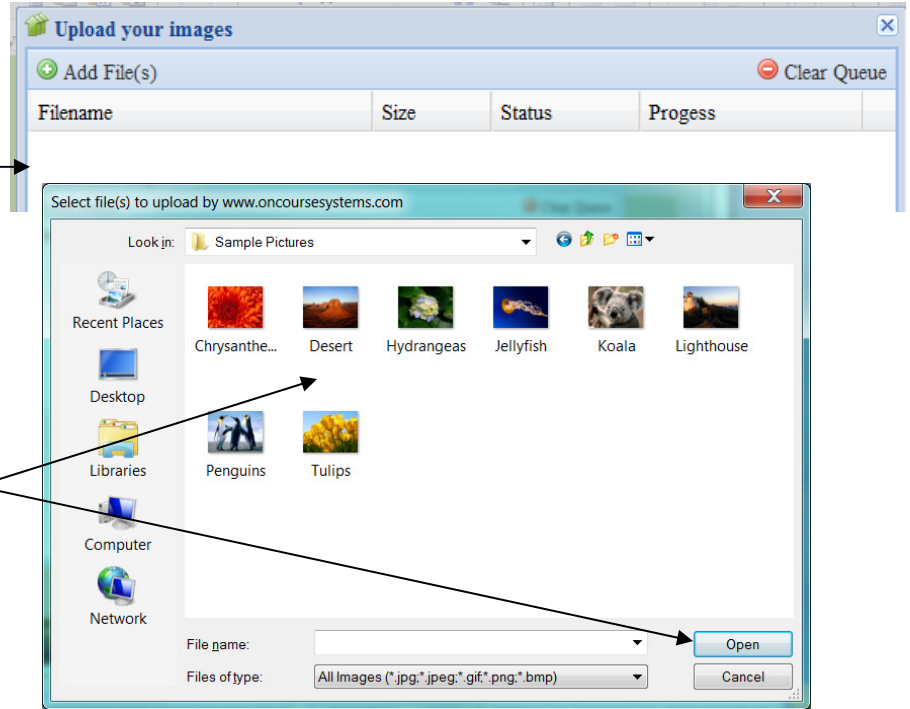 Upload your images
Add File(s) Clear Queue
Filename Size Status Progess
Select file(s) to upload by www.oncoursesystems.com
Clear Queue
Look in: Sample Pictures
Recent Places
Desktop
Libraries
Computer
Network
Chrysanthe... Desert Hydrangeas Jellyfish Koala Lighthouse
Penguins Tulips
File name: Open
Files of type: All Images (*.jpg;*.jpeg;*.gif;*.png;*.bmp) Cancel